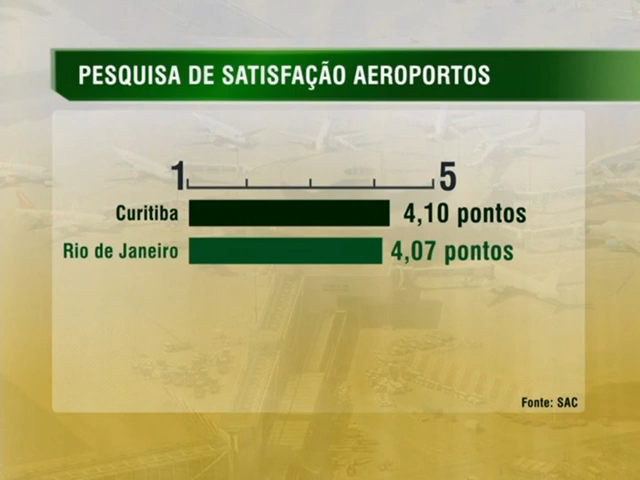 PESQUISA DE SATISFAÇÃO AEROPORTOS
1 5
Curitiba 4,10 pontos
Rio de Janeiro 4,07 pontos
Fonte: SAC